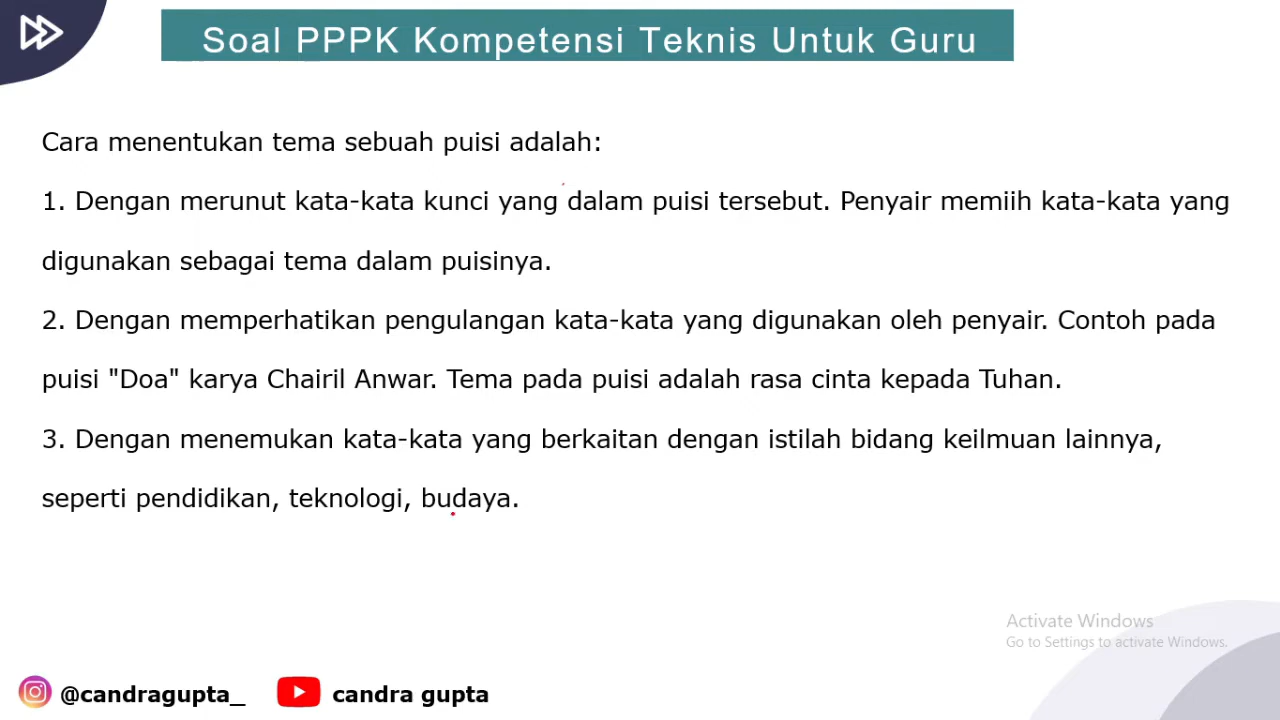 Soal PPPK Kompetensi Teknis Untuk Guru
Cara menentukan tema sebuah puisi adalah:
1. Dengan merunut kata-kata kunci yang dalam puisi tersebut. Penyair memiih kata-kata yang
digunakan sebagai tema dalam puisinya.
2. Dengan memperhatikan pengulangan kata-kata yang digunakan oleh penyair. Contoh pada
puisi "Doa" karya Chairil Anwar. Tema pada puisi adalah rasa cinta kepada Tuhan.
3. Dengan menemukan kata-kata yang berkaitan dengan istilah bidang keilmuan lainnya,
seperti pendidikan, teknologi, budaya.
Activate Windows
Go to Settings to activate Windows.
@candragupta_ candra gupta